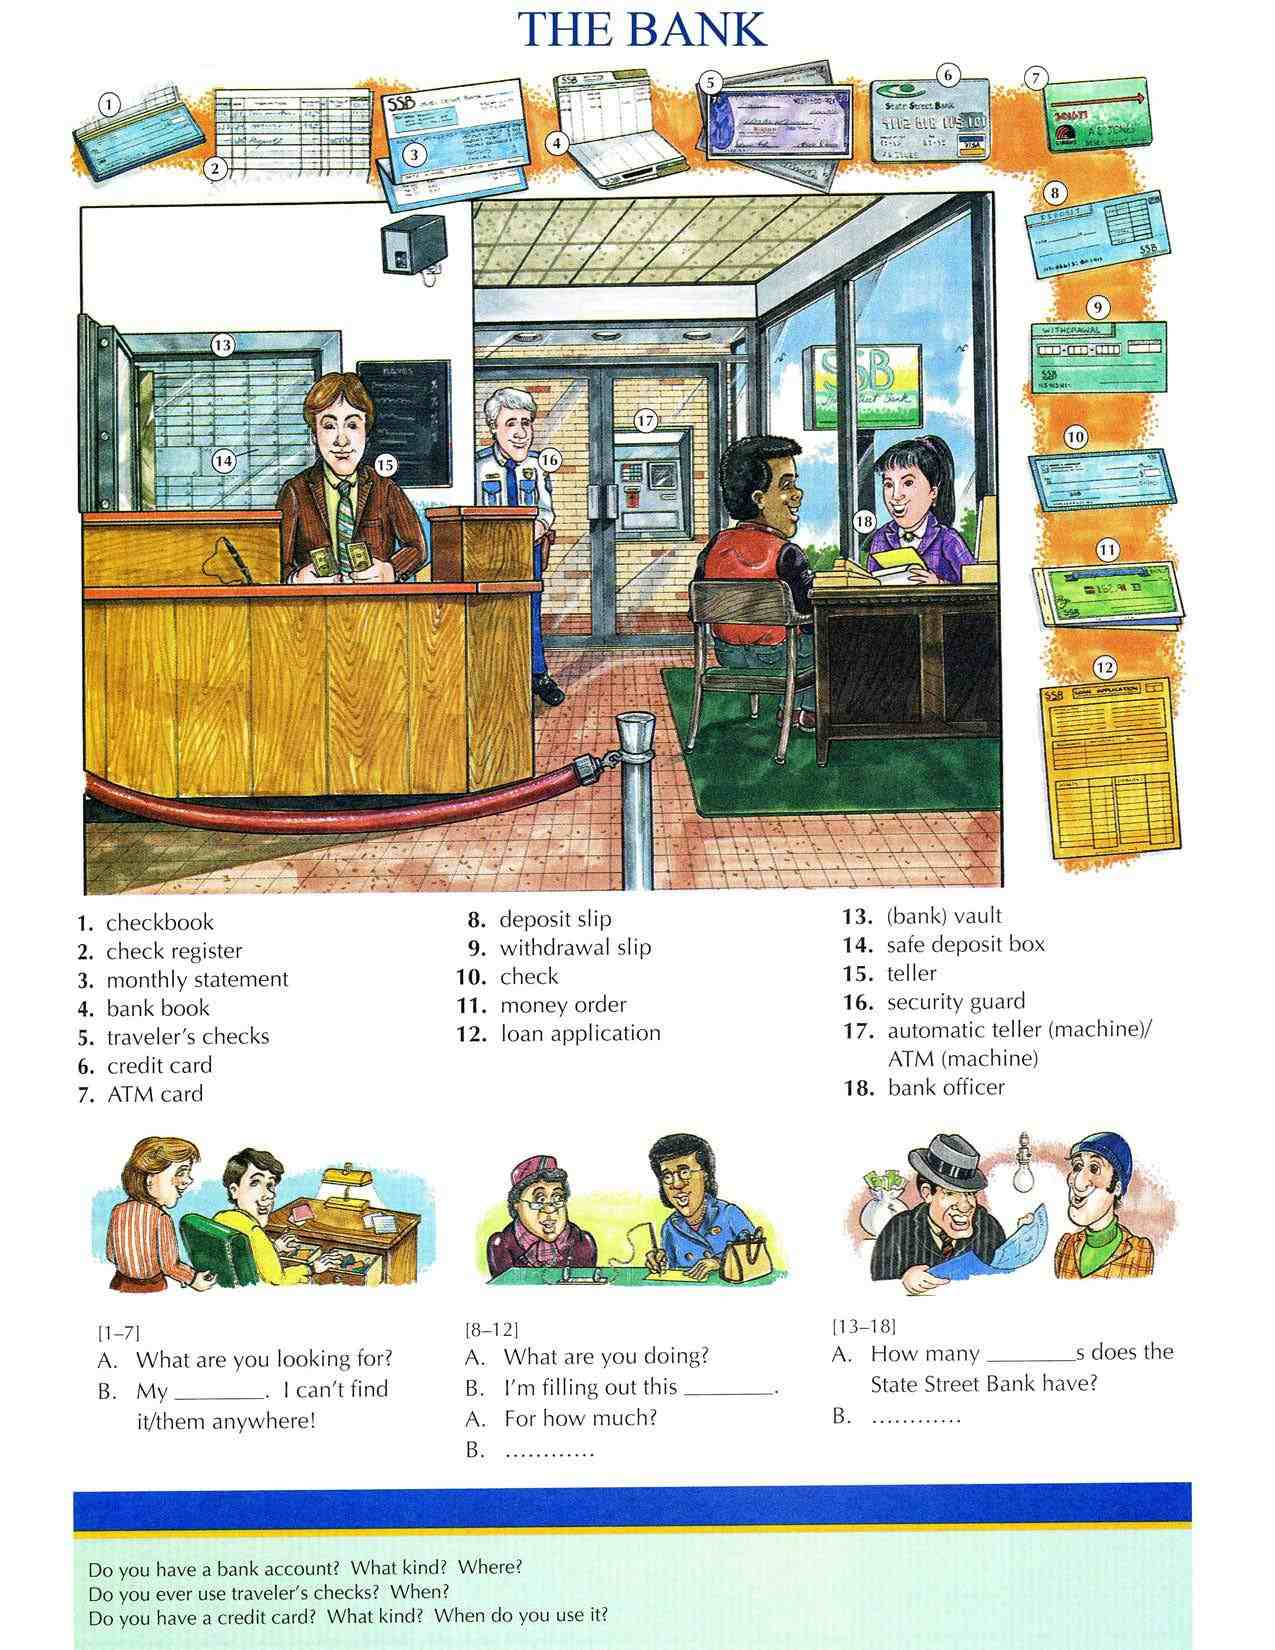 THE BANK
1
2
SSB
3
SSB
4
5
6
State Street Bank
VISA
7
8
DEPOSIT
SSB
9
WITHDRAWAL
SSB
10
11
SSB
12
SSB LOAN APPLICATION
13
14
15
RATES
16
17
SSB
18
1. checkbook
2. check register
3. monthly statement
4. bank book
5. traveler's checks
6. credit card
7. ATM card
8. deposit slip
9. withdrawal slip
10. check
11. money order
12. loan application
13. (bank) vault
14. safe deposit box
15. teller
16. security guard
17. automatic teller (machine)/
ATM (machine)
18. bank officer
[1–7]
A. What are you looking for?
B. My ________. I can't find
it/them anywhere!
[8–12]
A. What are you doing?
B. I'm filling out this ________.
A. For how much?
B. ............
[13–18]
A. How many ________s does the
State Street Bank have?
B. ............
Do you have a bank account? What kind? Where?
Do you ever use traveler's checks? When?
Do you have a credit card? What kind? When do you use it?